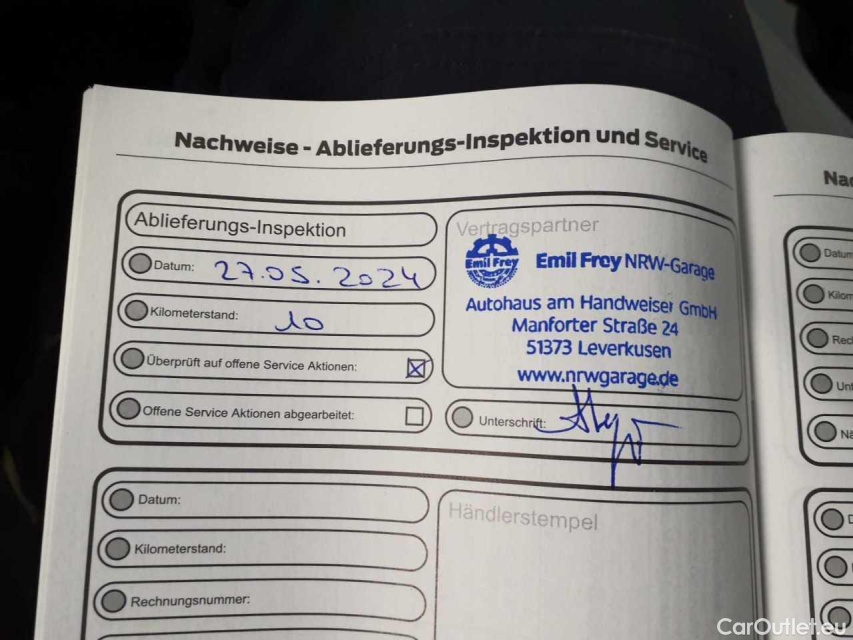 Nachweise - Ablieferungs-Inspektion und Service
Ablieferungs-Inspektion
Datum: 27.05.2024
Kilometerstand: 10
Überprüft auf offene Service Aktionen: ☒
Offene Service Aktionen abgearbeitet: ☐
Vertragspartner
Emil Frey
Emil Frey NRW-Garage
Autohaus am Handweiser GmbH
Manforter Straße 24
51373 Leverkusen
www.nrwgarage.de
Unterschrift:
Datum:
Kilometerstand:
Rechnungsnummer:
Händlerstempel
CarOutlet.eu